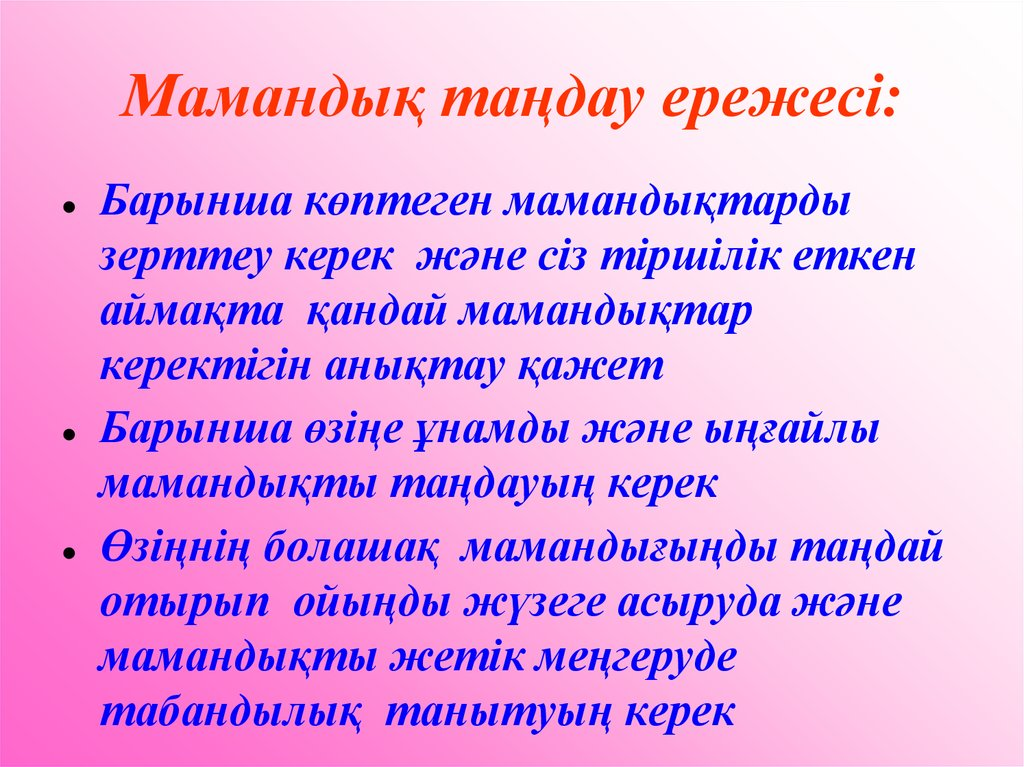 Мамандық таңдау ережесі:
Барынша көптеген мамандықтарды
зерттеу керек және сіз тіршілік еткен
аймақта қандай мамандықтар
керектігін анықтау қажет
Барынша өзіңе ұнамды және ыңғайлы
мамандықты таңдауың керек
Өзіңнің болашақ мамандығыңды таңдай
отырып ойыңды жүзеге асыруда және
мамандықты жетік меңгеруде
табандылық танытуың керек